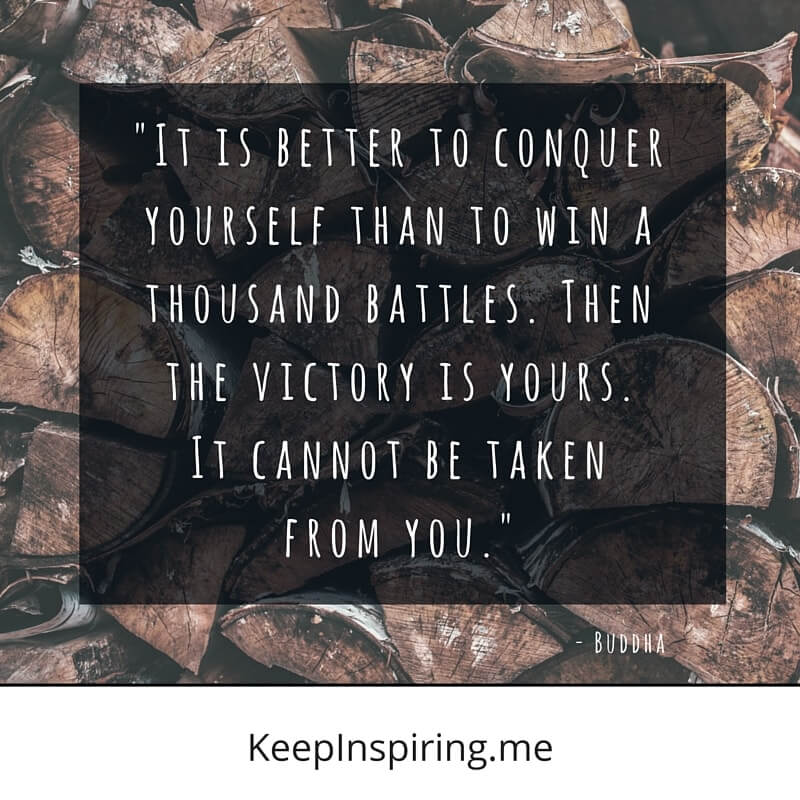 "It is better to conquer
yourself than to win a
thousand battles. Then
the victory is yours.
It cannot be taken
from you."
- Buddha
KeepInspiring.me